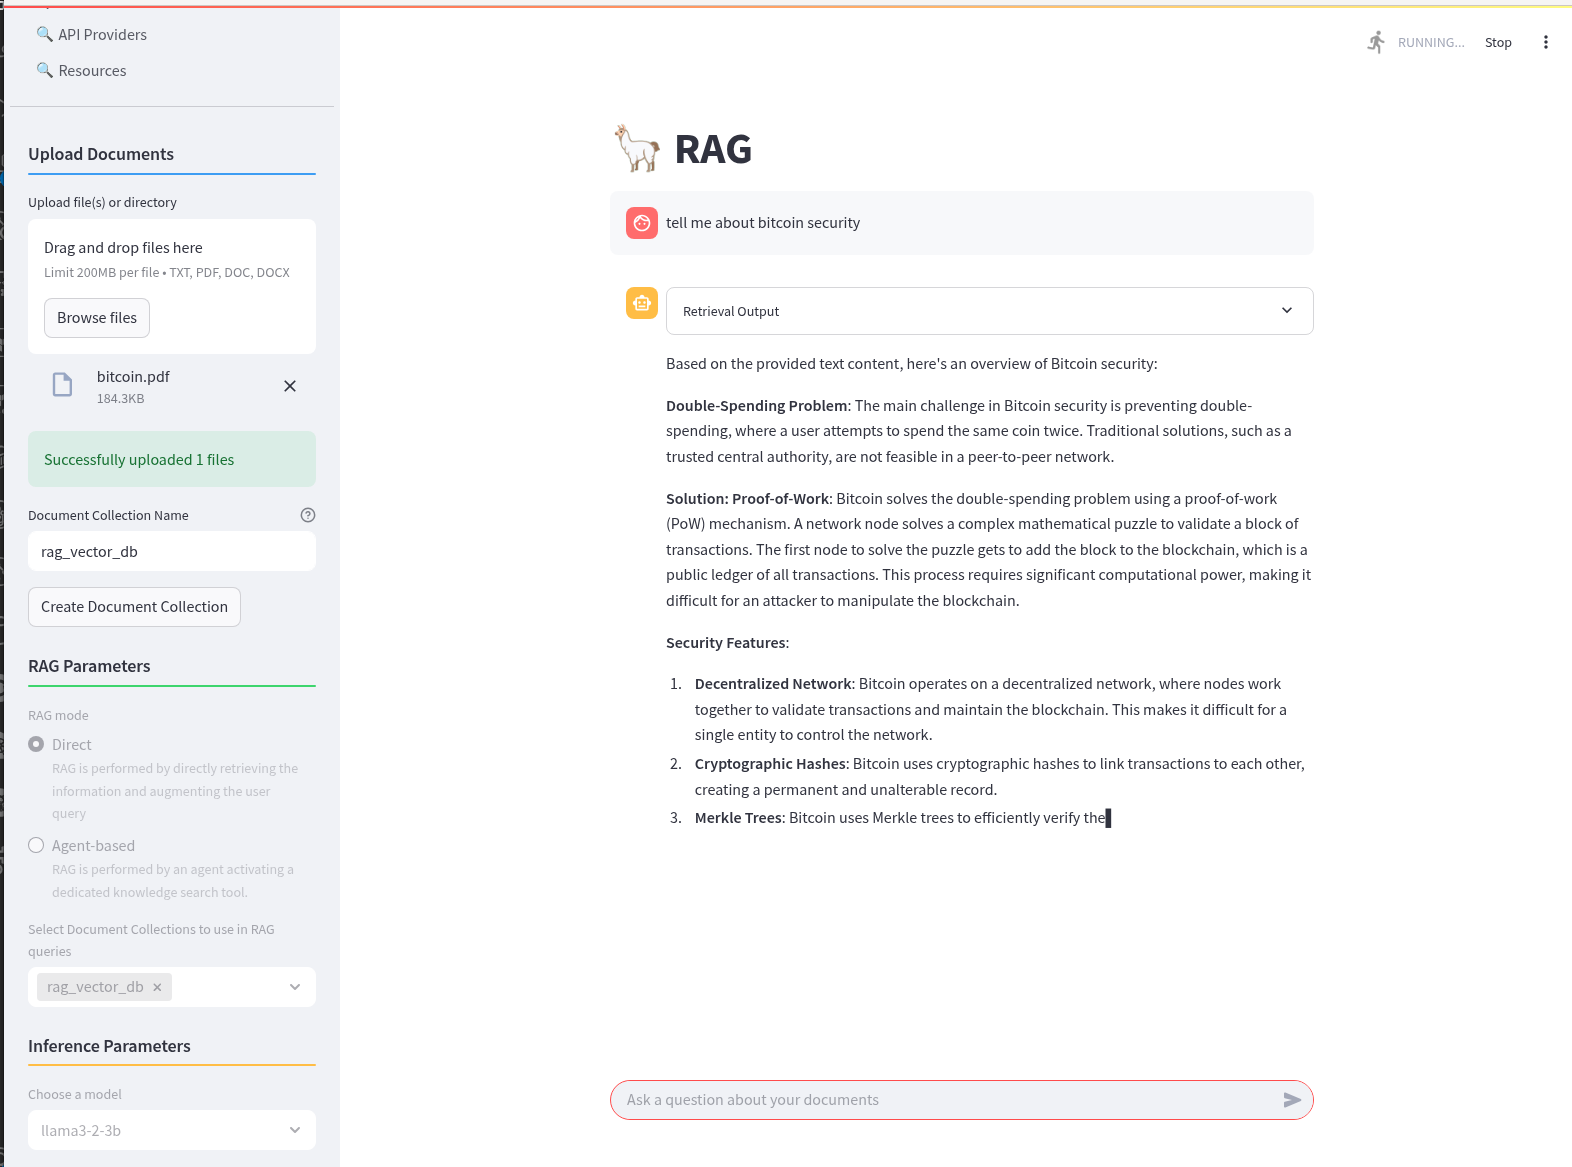 API Providers
Resources
Upload Documents
Upload file(s) or directory
Drag and drop files here
Limit 200MB per file • TXT, PDF, DOC, DOCX
Browse files
bitcoin.pdf
184.3KB
Successfully uploaded 1 files
Document Collection Name
rag_vector_db
Create Document Collection
RAG Parameters
RAG mode
Direct
RAG is performed by directly retrieving the
information and augmenting the user
query
Agent-based
RAG is performed by an agent activating a
dedicated knowledge search tool.
Select Document Collections to use in RAG
queries
rag_vector_db
Inference Parameters
Choose a model
llama3-2-3b
RUNNING...
Stop
RAG
tell me about bitcoin security
Retrieval Output
Based on the provided text content, here's an overview of Bitcoin security:
Double-Spending Problem: The main challenge in Bitcoin security is preventing double-
spending, where a user attempts to spend the same coin twice. Traditional solutions, such as a
trusted central authority, are not feasible in a peer-to-peer network.
Solution: Proof-of-Work: Bitcoin solves the double-spending problem using a proof-of-work
(PoW) mechanism. A network node solves a complex mathematical puzzle to validate a block of
transactions. The first node to solve the puzzle gets to add the block to the blockchain, which is a
public ledger of all transactions. This process requires significant computational power, making it
difficult for an attacker to manipulate the blockchain.
Security Features:
1. Decentralized Network: Bitcoin operates on a decentralized network, where nodes work
together to validate transactions and maintain the blockchain. This makes it difficult for a
single entity to control the network.
2. Cryptographic Hashes: Bitcoin uses cryptographic hashes to link transactions to each other,
creating a permanent and unalterable record.
3. Merkle Trees: Bitcoin uses Merkle trees to efficiently verify the
Ask a question about your documents